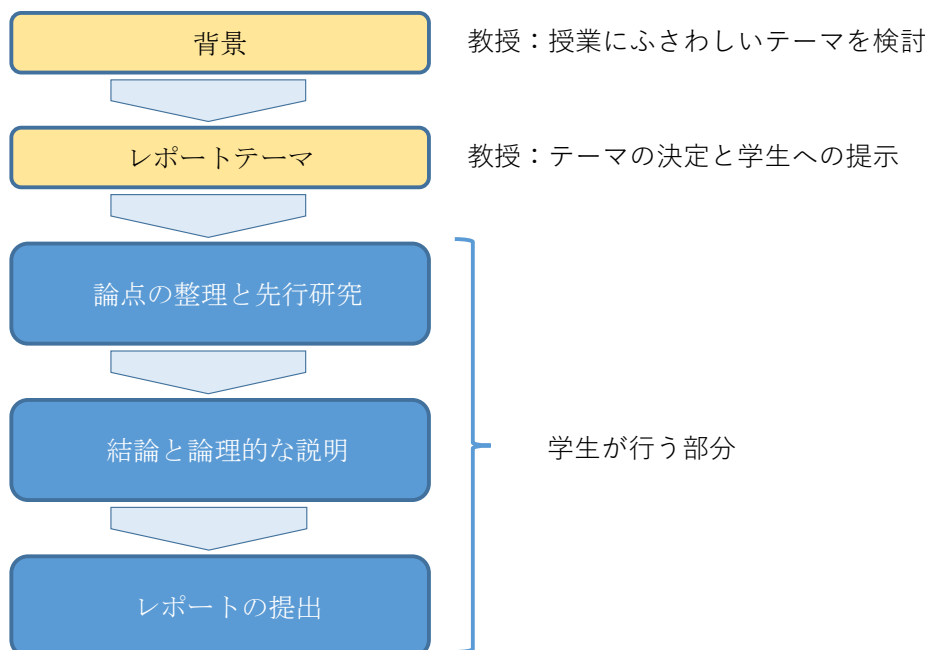 背景
教授：授業にふさわしいテーマを検討
レポートテーマ
教授：テーマの決定と学生への提示
論点の整理と先行研究
結論と論理的な説明
学生が行う部分
レポートの提出